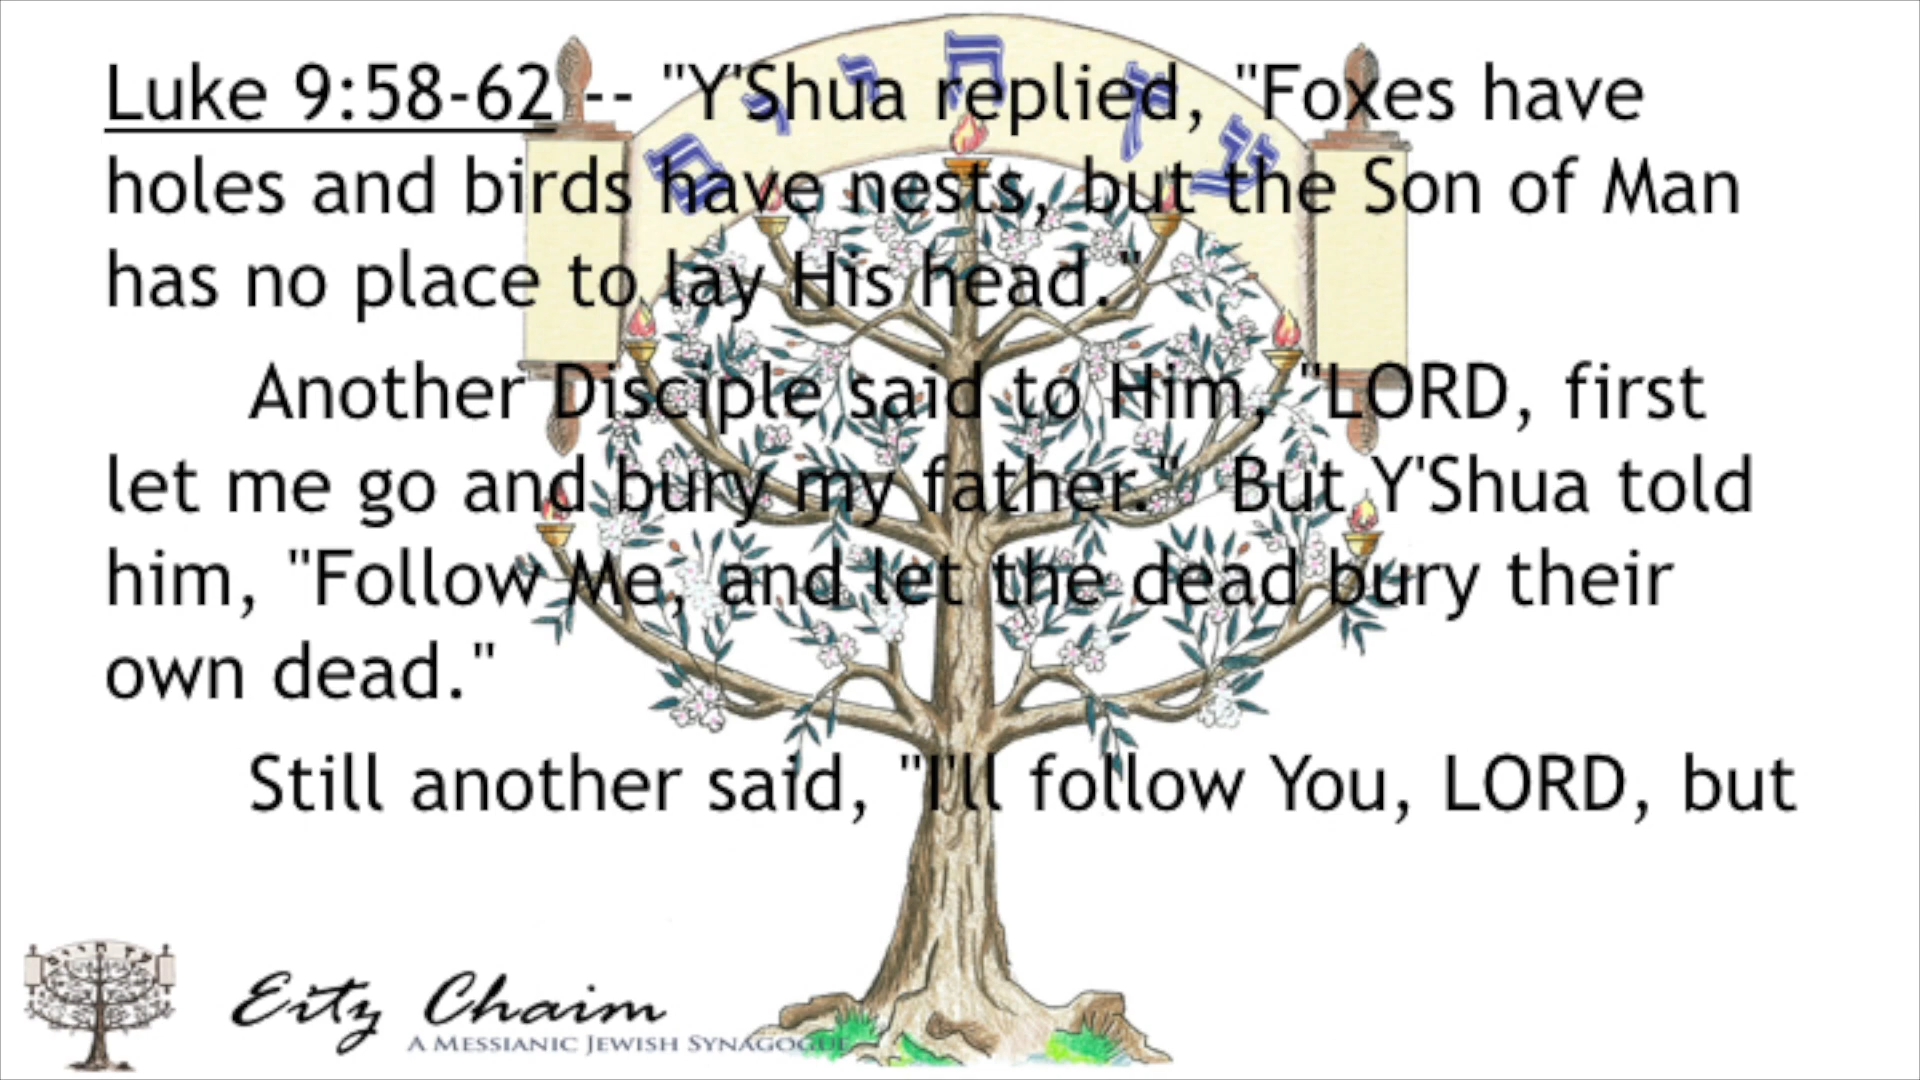 עץ חיים
Luke 9:58-62 -- "Y'Shua replied, "Foxes have
holes and birds have nests, but the Son of Man
has no place to lay His head."
Another Disciple said to Him, "LORD, first
let me go and bury my father." But Y'Shua told
him, "Follow Me, and let the dead bury their
own dead."
Still another said, "I'll follow You, LORD, but
Eitz Chaim
A MESSIANIC JEWISH SYNAGOGUE